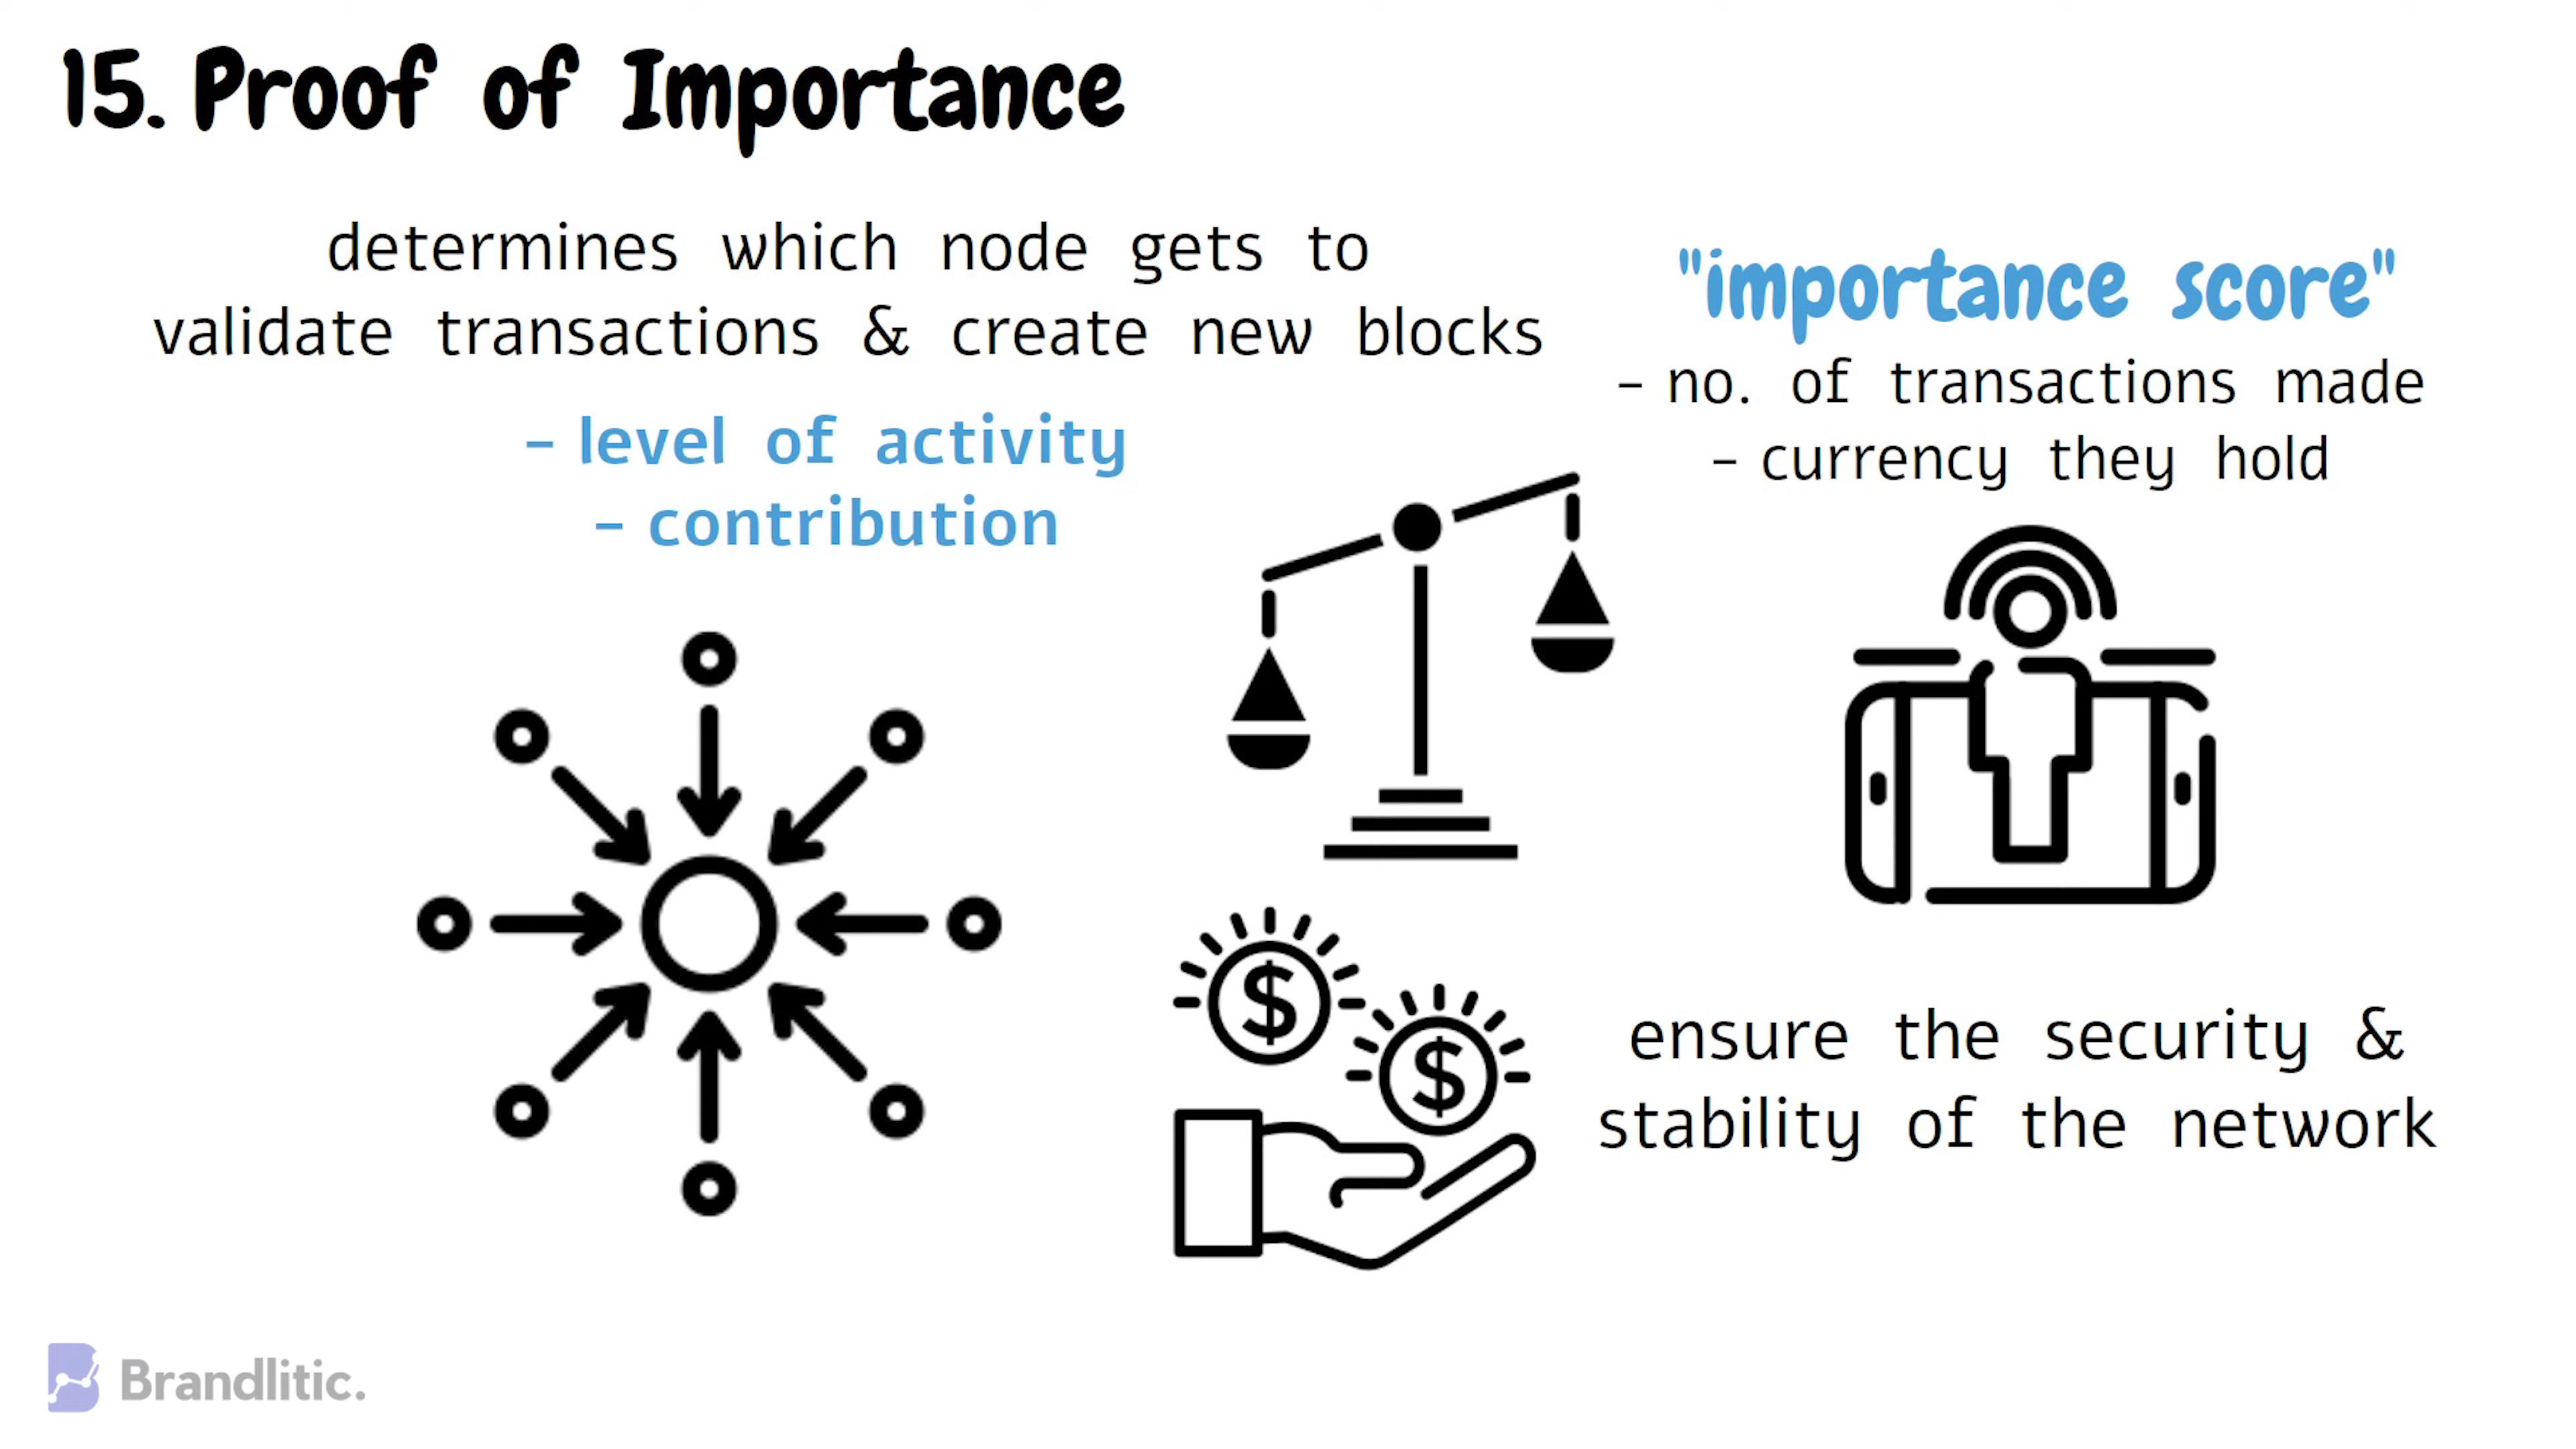 15. Proof of Importance
determines which node gets to
validate transactions & create new blocks
- level of activity
- contribution
"importance score"
- no. of transactions made
- currency they hold
$
$
ensure the security &
stability of the network
Brandlitic.